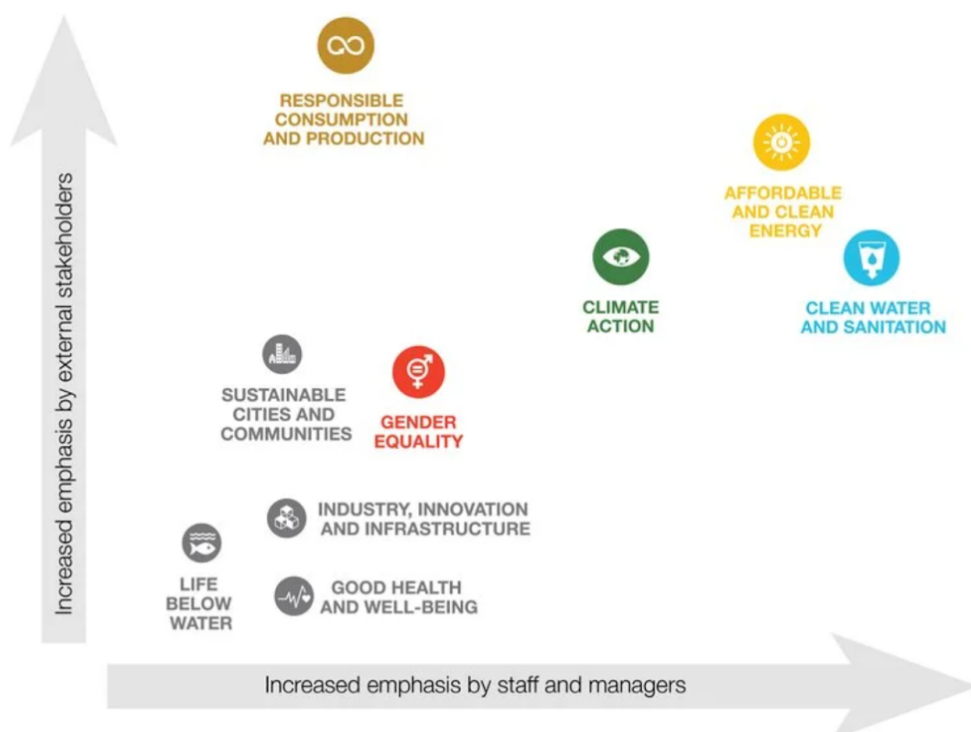 RESPONSIBLE
CONSUMPTION
AND PRODUCTION
AFFORDABLE
AND CLEAN
ENERGY
CLIMATE
ACTION
CLEAN WATER
AND SANITATION
SUSTAINABLE
CITIES AND
COMMUNITIES
GENDER
EQUALITY
INDUSTRY, INNOVATION
AND INFRASTRUCTURE
LIFE
BELOW
WATER
GOOD HEALTH
AND WELL-BEING
Increased emphasis by external stakeholders
Increased emphasis by staff and managers